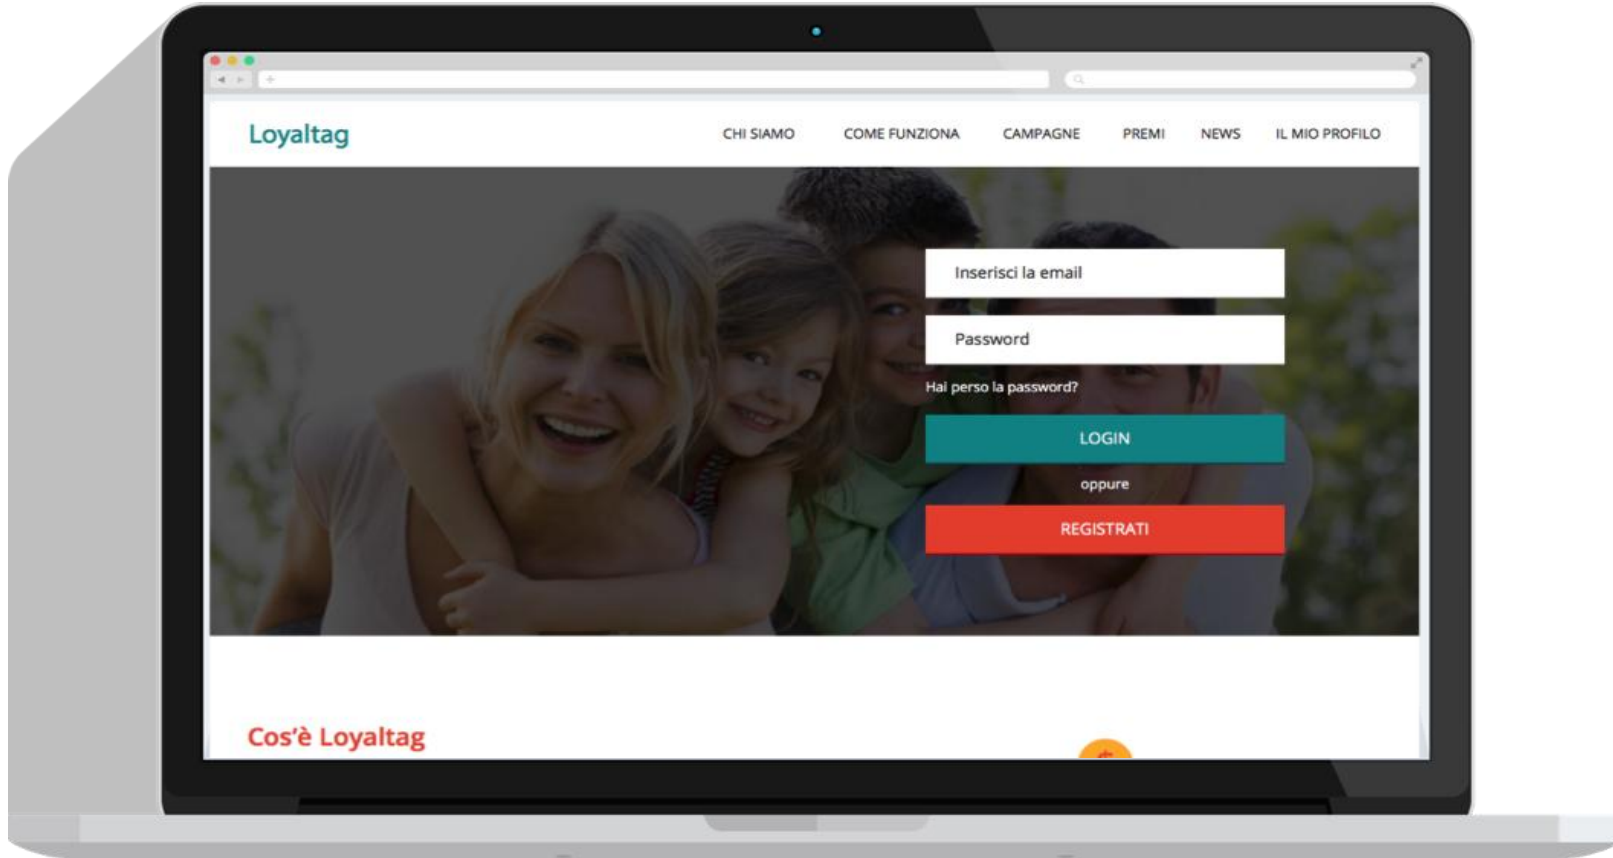 Loyaltag
CHI SIAMO COME FUNZIONA CAMPAGNE PREMI NEWS IL MIO PROFILO
Inserisci la email
Password
Hai perso la password?
LOGIN
oppure
REGISTRATI
Cos'è Loyaltag